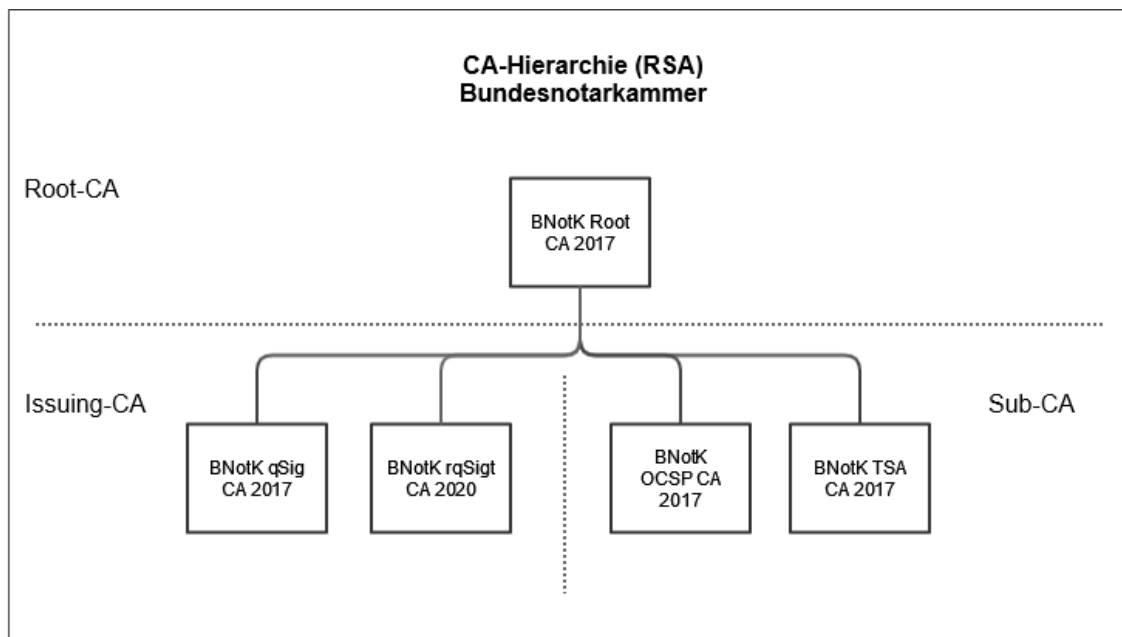 CA-Hierarchie (RSA)
Bundesnotarkammer
Root-CA
BNotK Root
CA 2017
Issuing-CA
Sub-CA
BNotK qSig
CA 2017
BNotK rqSigt
CA 2020
BNotK
OCSP CA
2017
BNotK TSA
CA 2017